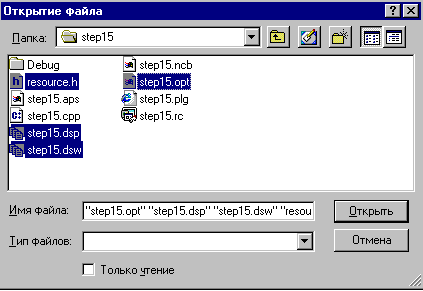 Открытие файла
Папка: step15
Debug
resource.h
step15.aps
step15.cpp
step15.dsp
step15.dsw
step15.ncb
step15.opt
step15.plg
step15.rc
Имя файла: "step15.opt" "step15.dsp" "step15.dsw" "resou
Открыть
Тип файлов:
Отмена
Только чтение